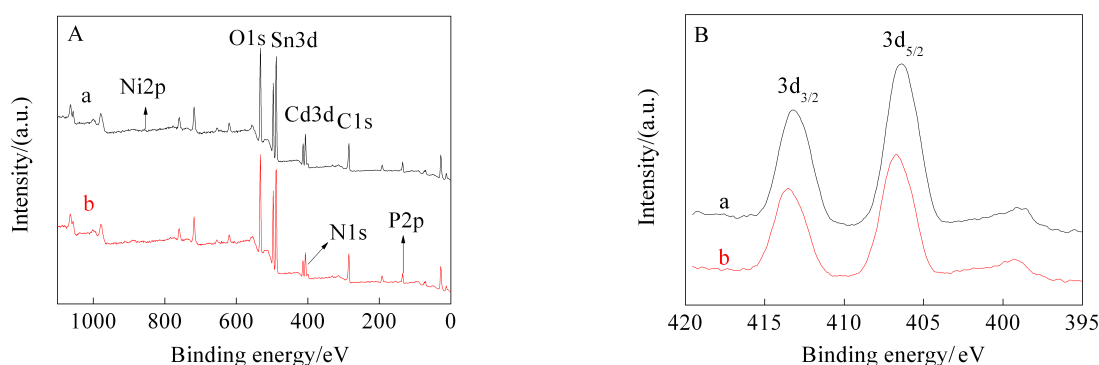 A
O1s
Sn3d
a
Ni2p
Cd3d
C1s
b
N1s
P2p
Intensity/(a.u.)
1000
800
600
400
200
0
Binding energy/eV
B
3d5/2
3d3/2
a
b
Intensity/(a.u.)
420
415
410
405
400
395
Binding energy/eV